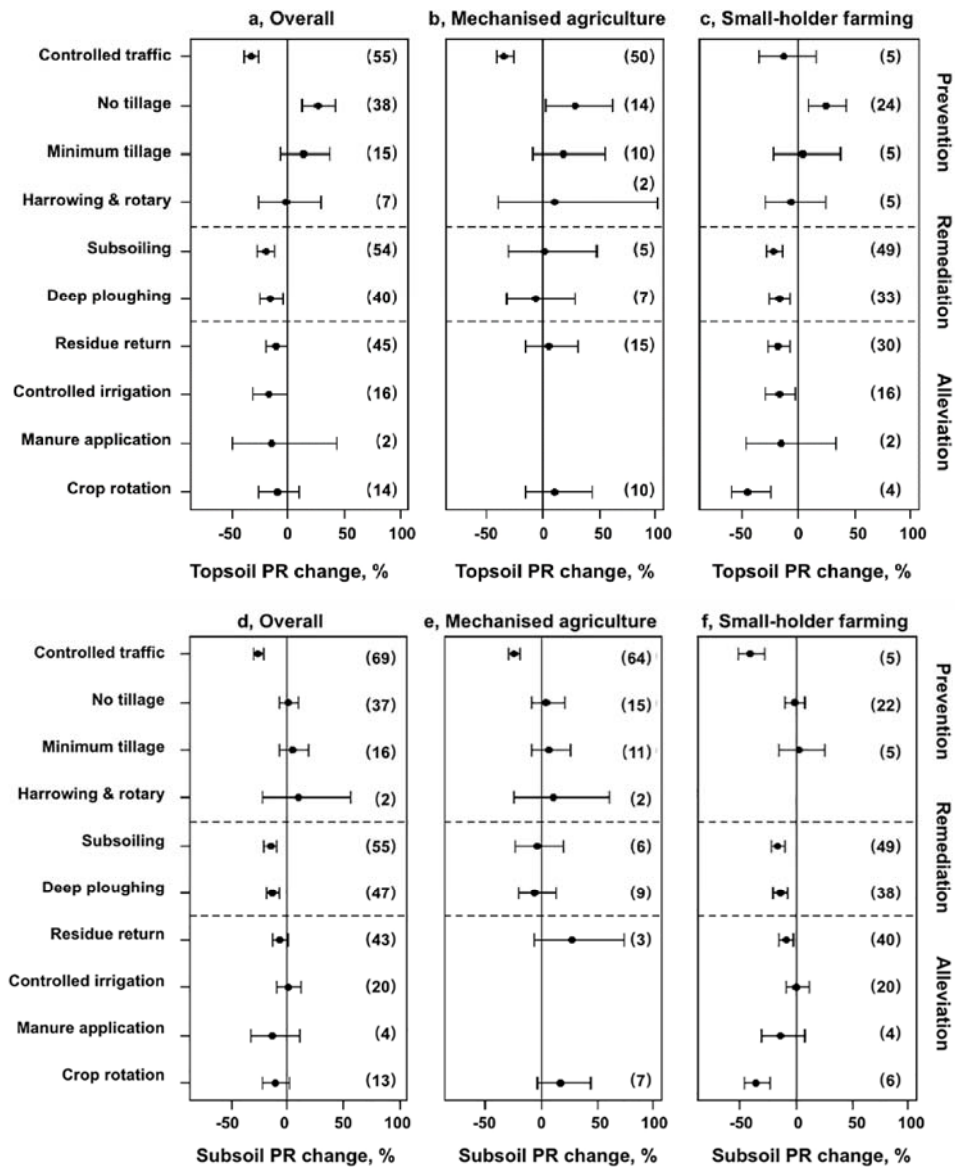 a, Overall b, Mechanised agriculture c, Small-holder farming
Controlled traffic (55) (50) (5)
No tillage (38) (14) (24)
Minimum tillage (15) (10) (5)
Harrowing & rotary (7) (2) (5)
Subsoiling (54) (5) (49)
Deep ploughing (40) (7) (33)
Residue return (45) (15) (30)
Controlled irrigation (16) (16)
Manure application (2) (2)
Crop rotation (14) (10) (4)
Prevention
Remediation
Alleviation
-50 0 50 100 -50 0 50 100 -50 0 50 100
Topsoil PR change, % Topsoil PR change, % Topsoil PR change, %
d, Overall e, Mechanised agriculture f, Small-holder farming
Controlled traffic (69) (64) (5)
No tillage (37) (15) (22)
Minimum tillage (16) (11) (5)
Harrowing & rotary (2) (2)
Subsoiling (55) (6) (49)
Deep ploughing (47) (9) (38)
Residue return (43) (3) (40)
Controlled irrigation (20) (20)
Manure application (4) (4)
Crop rotation (13) (7) (6)
Prevention
Remediation
Alleviation
-50 0 50 100 -50 0 50 100 -50 0 50 100
Subsoil PR change, % Subsoil PR change, % Subsoil PR change, %